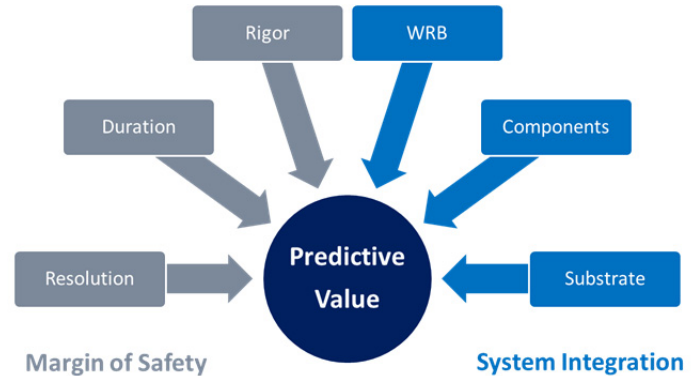 Rigor
WRB
Duration
Components
Resolution
Predictive
Value
Substrate
Margin of Safety
System Integration